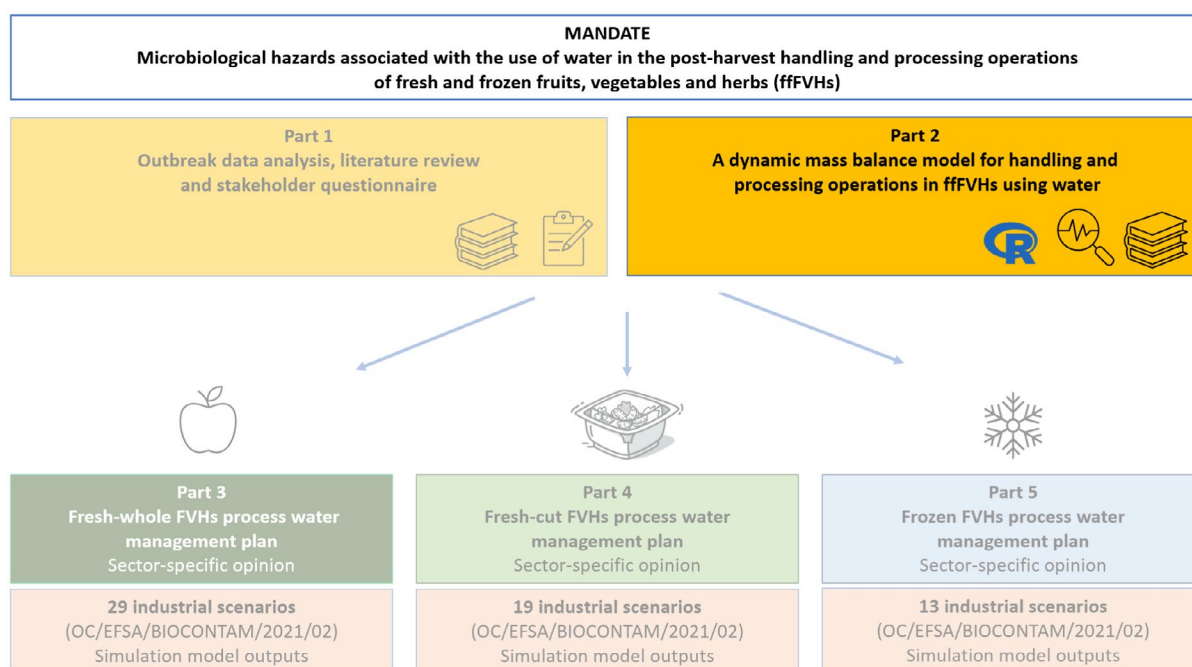 MANDATE
Microbiological hazards associated with the use of water in the post-harvest handling and processing operations
of fresh and frozen fruits, vegetables and herbs (ffFVHs)
Part 1
Outbreak data analysis, literature review
and stakeholder questionnaire
Part 2
A dynamic mass balance model for handling and
processing operations in ffFVHs using water
R
Part 3
Fresh-whole FVHs process water
management plan
Sector-specific opinion
29 industrial scenarios
(OC/EFSA/BIOCONTAM/2021/02)
Simulation model outputs
Part 4
Fresh-cut FVHs process water
management plan
Sector-specific opinion
19 industrial scenarios
(OC/EFSA/BIOCONTAM/2021/02)
Simulation model outputs
Part 5
Frozen FVHs process water
management plan
Sector-specific opinion
13 industrial scenarios
(OC/EFSA/BIOCONTAM/2021/02)
Simulation model outputs